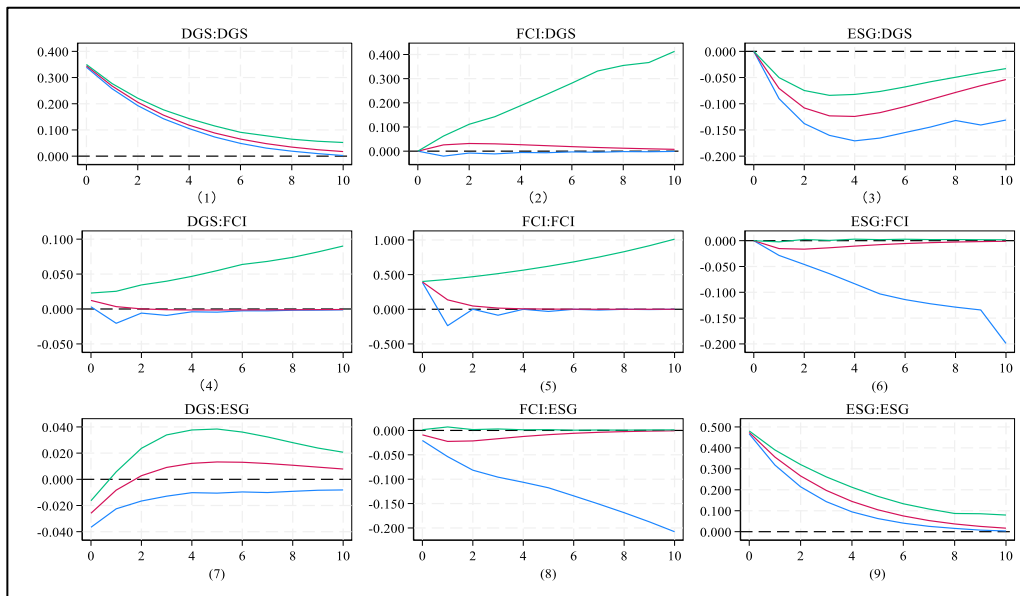 DGS:DGS
0.400
0.300
0.200
0.100
0.000
0 2 4 6 8 10
(1)
FCI:DGS
0.400
0.300
0.200
0.100
0.000
0 2 4 6 8 10
(2)
ESG:DGS
0.000
-0.050
-0.100
-0.150
-0.200
0 2 4 6 8 10
(3)
DGS:FCI
0.100
0.050
0.000
-0.050
0 2 4 6 8 10
(4)
FCI:FCI
1.000
0.500
0.000
-0.500
0 2 4 6 8 10
(5)
ESG:FCI
0.000
-0.050
-0.100
-0.150
-0.200
0 2 4 6 8 10
(6)
DGS:ESG
0.040
0.020
0.000
-0.020
-0.040
0 2 4 6 8 10
(7)
FCI:ESG
0.000
-0.050
-0.100
-0.150
-0.200
0 2 4 6 8 10
(8)
ESG:ESG
0.500
0.400
0.300
0.200
0.100
0.000
0 2 4 6 8 10
(9)